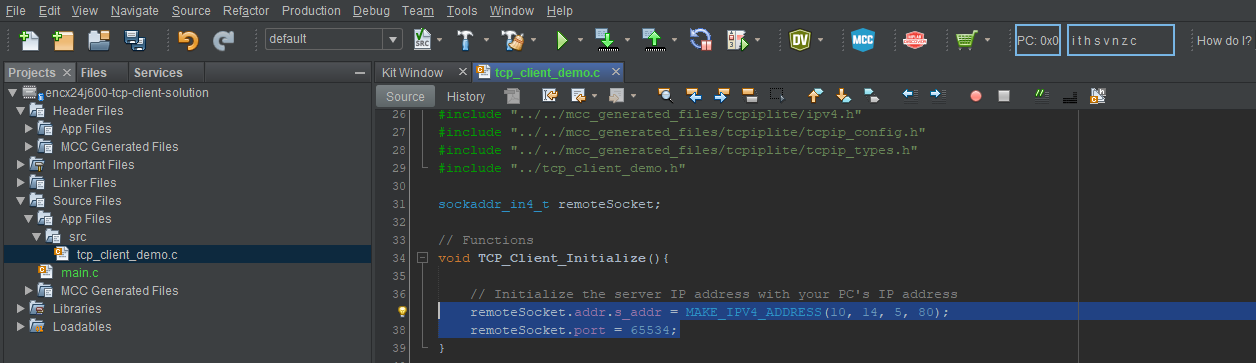 File Edit View Navigate Source Refactor Production Debug Team Tools Window Help
default
SRC
DV
MCC
PC: 0x0
i t h s v n z c
How do I?
Projects Files Services
Kit Window tcp_client_demo.c
encx24j600-tcp-client-solution
Source History
Header Files
App Files
MCC Generated Files
Important Files
Linker Files
Source Files
App Files
src
tcp_client_demo.c
main.c
MCC Generated Files
Libraries
Loadables
26 #include "../../mcc_generated_files/tcpiplite/ipv4.h"
27 #include "../../mcc_generated_files/tcpiplite/tcpip_config.h"
28 #include "../../mcc_generated_files/tcpiplite/tcpip_types.h"
29 #include "../tcp_client_demo.h"
30
31 sockaddr_in4_t remoteSocket;
32
33 // Functions
34 void TCP_Client_Initialize(){
35
36 // Initialize the server IP address with your PC's IP address
remoteSocket.addr.s_addr = MAKE_IPV4_ADDRESS(10, 14, 5, 80);
38 remoteSocket.port = 65534;
39 }